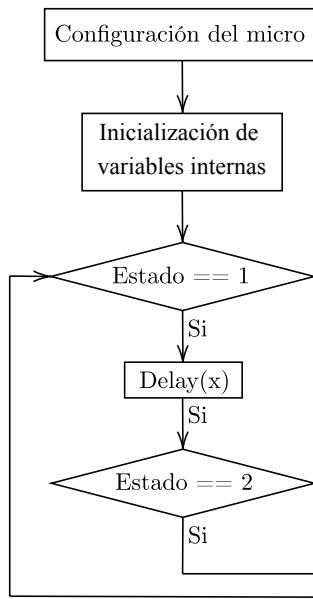 Configuración del micro
Inicialización de
variables internas
Estado == 1
Si
Delay(x)
Si
Estado == 2
Si